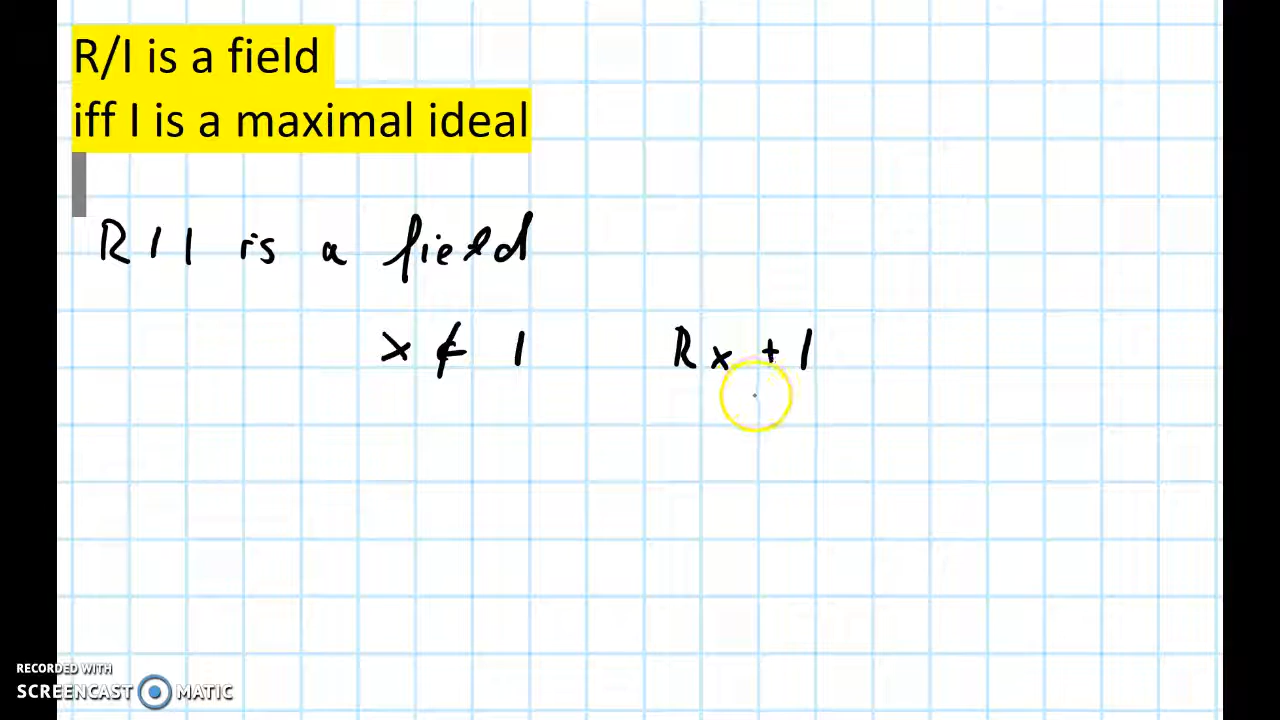 R/I is a field
iff I is a maximal ideal
R/I is a field
x ∉ I Rx + I
RECORDED WITH
SCREENCAST MATIC